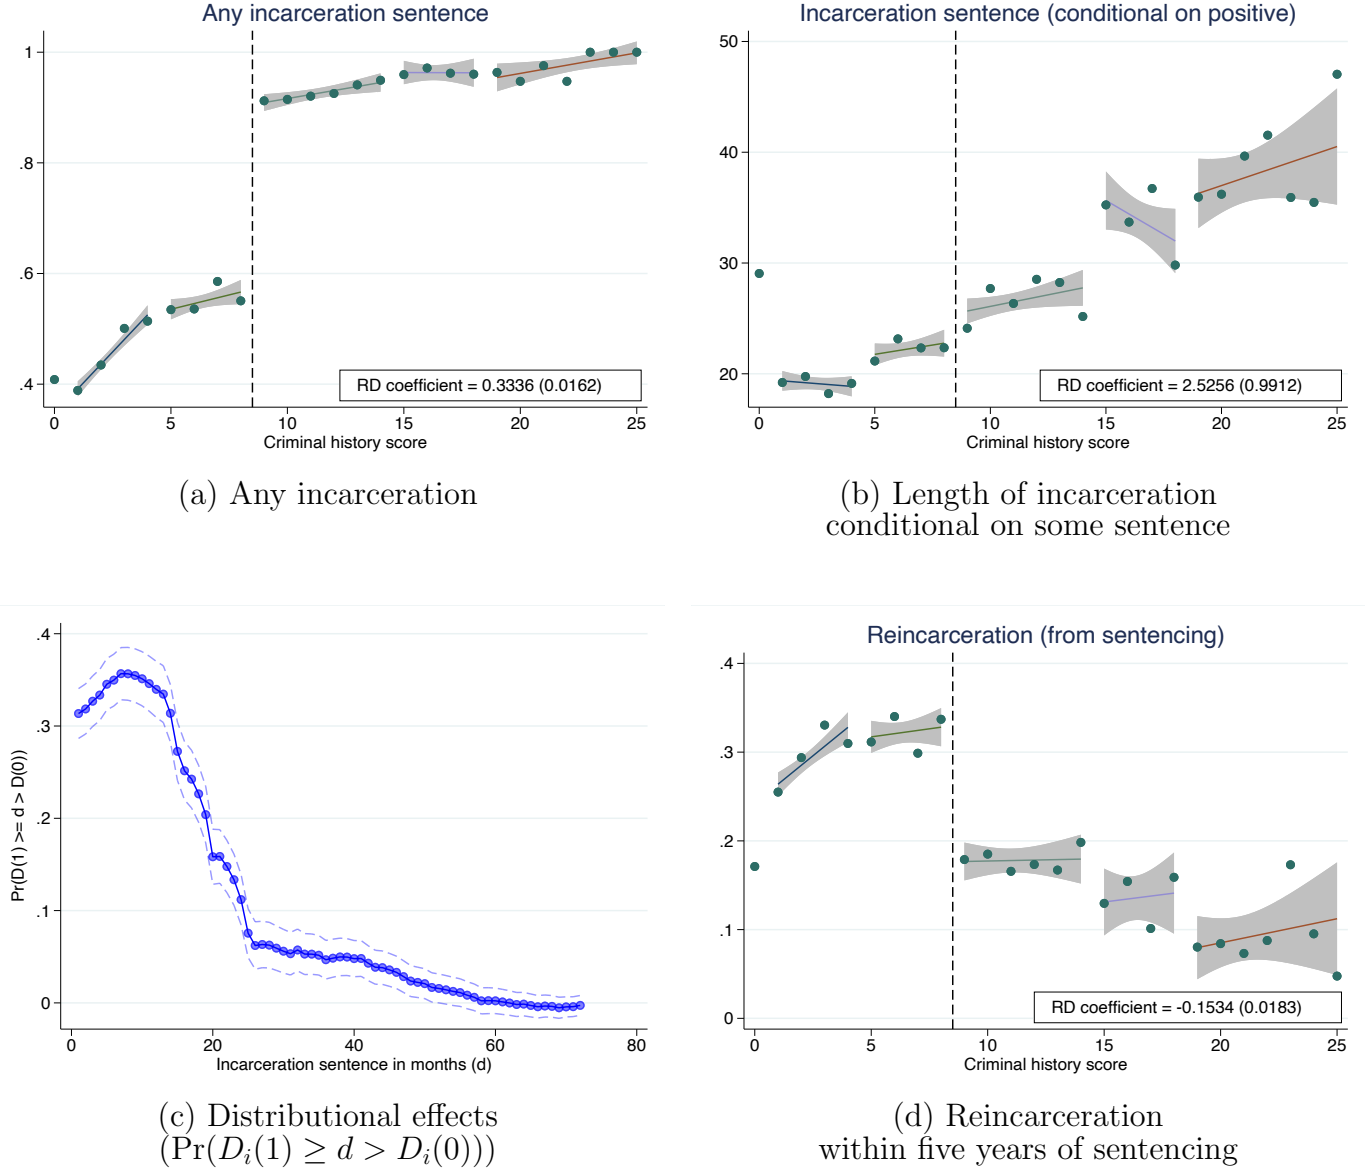 Any incarceration sentence
1
.8
.6
.4
RD coefficient = 0.3336 (0.0162)
0 5 10 15 20 25
Criminal history score
(a) Any incarceration
Incarceration sentence (conditional on positive)
50
40
30
20
RD coefficient = 2.5256 (0.9912)
0 5 10 15 20 25
Criminal history score
(b) Length of incarceration
conditional on some sentence
Pr(D(1) >= d > D(0))
.4
.3
.2
.1
0
0 20 40 60 80
Incarceration sentence in months (d)
(c) Distributional effects
(Pr(D_i(1) ≥ d > D_i(0)))
Reincarceration (from sentencing)
.4
.3
.2
.1
0
RD coefficient = -0.1534 (0.0183)
0 5 10 15 20 25
Criminal history score
(d) Reincarceration
within five years of sentencing